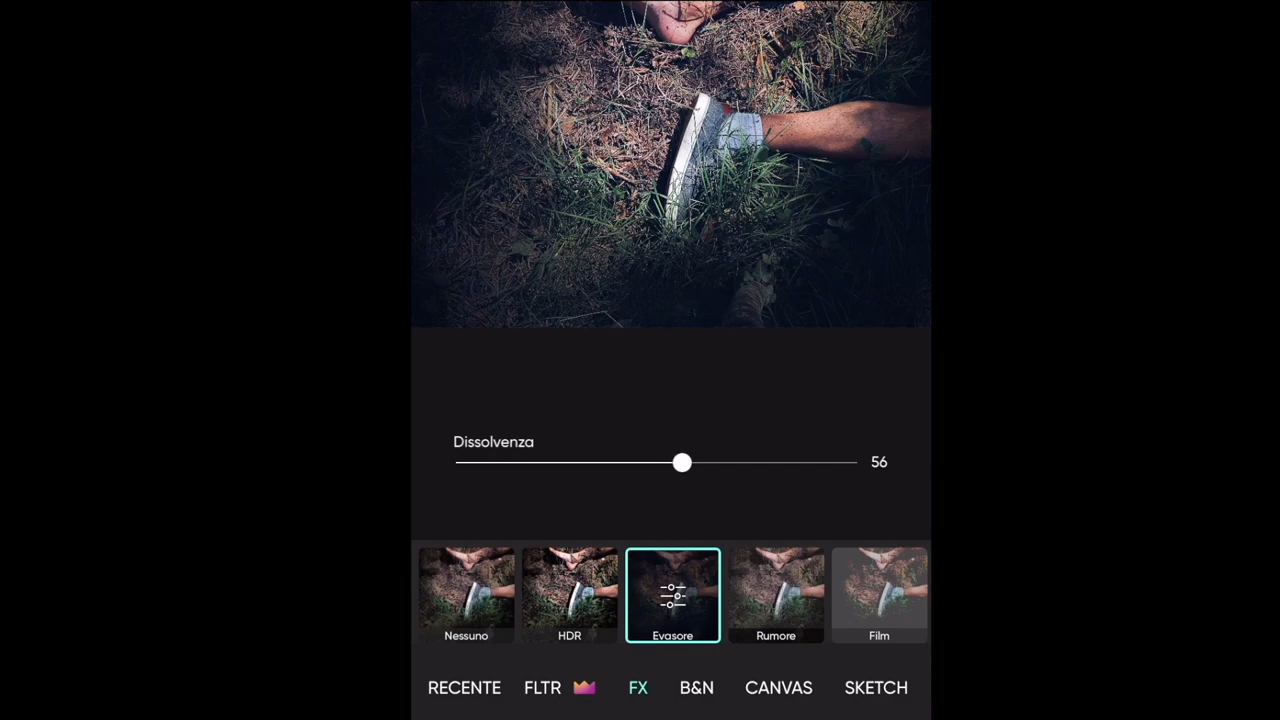 Dissolvenza
56
Nessuno HDR Evasore Rumore Film
RECENTE FLTR FX B&N CANVAS SKETCH